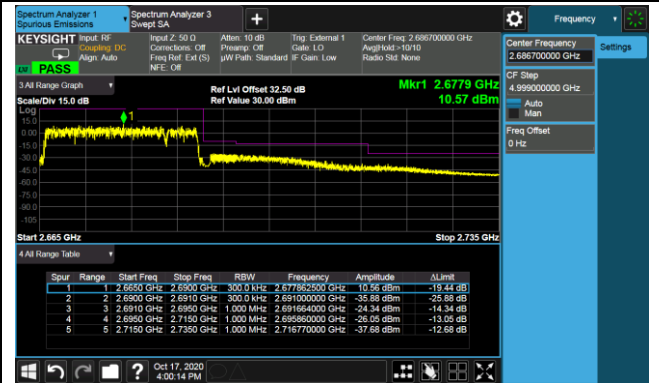 Spectrum Analyzer 1
Spurious Emissions
Spectrum Analyzer 3
Swept SA
+
Frequency
KEYSIGHT
Input: RF
Coupling: DC
Align: Auto
Input Z: 50 Ω
Corrections: Off
Freq Ref: Ext (S)
NFE: Off
Atten: 10 dB
Preamp: Off
µW Path: Standard
Trig: External 1
Gate: LO
IF Gain: Low
Center Freq: 2.686700000 GHz
Avg|Hold:>10/10
Radio Std: None
PASS
Center Frequency
2.686700000 GHz
Settings
CF Step
4.999000000 GHz
Auto
Man
Freq Offset
0 Hz
3 All Range Graph
Scale/Div 15.0 dB
Ref Lvl Offset 32.50 dB
Ref Value 30.00 dBm
Mkr1 2.6779 GHz
10.57 dBm
Log
15.0
0.00
-15.0
-30.0
-45.0
-60.0
-75.0
-90.0
-105
1
Start 2.665 GHz
Stop 2.735 GHz
4 All Range Table
Spur Range Start Freq Stop Freq RBW Frequency Amplitude ΔLimit
1 1 2.6650 GHz 2.6900 GHz 300.0 kHz 2.677862500 GHz 10.56 dBm -19.44 dB
2 2 2.6900 GHz 2.6910 GHz 300.0 kHz 2.691000000 GHz -35.88 dBm -25.88 dB
3 3 2.6910 GHz 2.6950 GHz 1.000 MHz 2.691664000 GHz -24.34 dBm -14.34 dB
4 4 2.6950 GHz 2.7150 GHz 1.000 MHz 2.695860000 GHz -26.05 dBm -13.05 dB
5 5 2.7150 GHz 2.7350 GHz 1.000 MHz 2.716770000 GHz -37.68 dBm -12.68 dB
?
Oct 17, 2020
4:00:14 PM